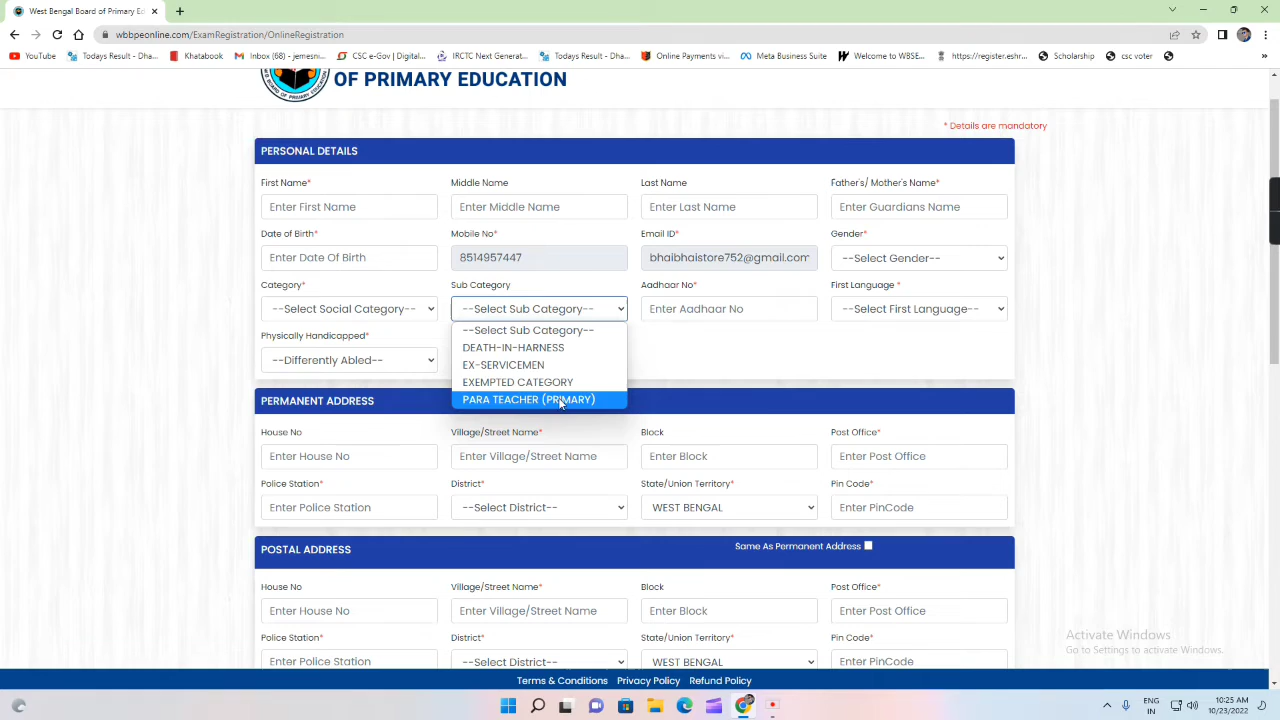 West Bengal Board of Primary Ed
wbbpeonline.com/ExamRegistration/OnlineRegistration
YouTube
Todays Result - Dha...
Khatabook
Inbox (68) - jemesni...
CSC e-Gov | Digital...
IRCTC Next Generat...
Todays Result - Dha...
Online Payments vi...
Meta Business Suite
Welcome to WBSE...
https://register.eshr...
Scholarship
csc voter
»
OF PRIMARY EDUCATION
* Details are mandatory
PERSONAL DETAILS
First Name* Middle Name Last Name Father's/ Mother's Name*
Enter First Name Enter Middle Name Enter Last Name Enter Guardians Name
Date of Birth* Mobile No* Email ID* Gender*
Enter Date Of Birth 8514957447 bhaibhaistore752@gmail.com --Select Gender--
Category* Sub Category Aadhaar No* First Language *
--Select Social Category-- --Select Sub Category-- Enter Aadhaar No --Select First Language--
Physically Handicapped*
--Differently Abled--
--Select Sub Category--
DEATH-IN-HARNESS
EX-SERVICEMEN
EXEMPTED CATEGORY
PARA TEACHER (PRIMARY)
PERMANENT ADDRESS
House No Village/Street Name* Block Post Office*
Enter House No Enter Village/Street Name Enter Block Enter Post Office
Police Station* District* State/Union Territory* Pin Code*
Enter Police Station --Select District-- WEST BENGAL Enter PinCode
POSTAL ADDRESS Same As Permanent Address
House No Village/Street Name* Block Post Office*
Enter House No Enter Village/Street Name Enter Block Enter Post Office
Police Station* District* State/Union Territory* Pin Code*
Enter Police Station --Select District-- WEST BENGAL Enter PinCode
Activate Windows
Go to Settings to activate Windows.
Terms & Conditions Privacy Policy Refund Policy
ENG
IN
10:25 AM
10/23/2022